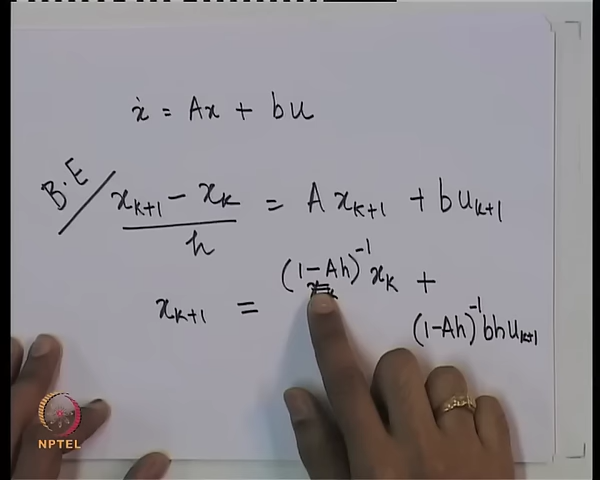 ẋ = Ax + bu
B.E / (x_{k+1} - x_k) / h = A x_{k+1} + b u_{k+1}
x_{k+1} = (1-Ah)^{-1} x_k +
(1-Ah)^{-1} bh u_{k+1}
NPTEL